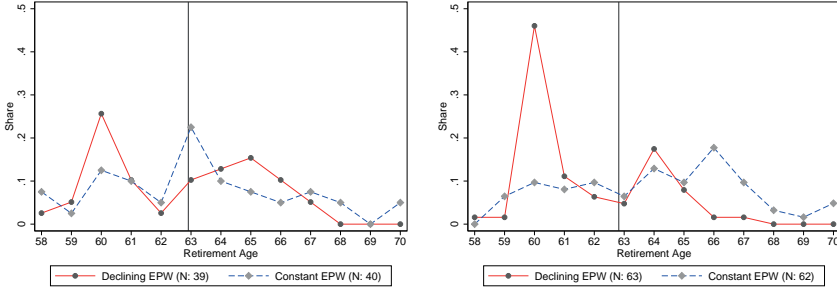 .5
.4
.3
.2
.1
0
Share
58 59 60 61 62 63 64 65 66 67 68 69 70
Retirement Age
Declining EPW (N: 39) Constant EPW (N: 40)
.5
.4
.3
.2
.1
0
Share
58 59 60 61 62 63 64 65 66 67 68 69 70
Retirement Age
Declining EPW (N: 63) Constant EPW (N: 62)